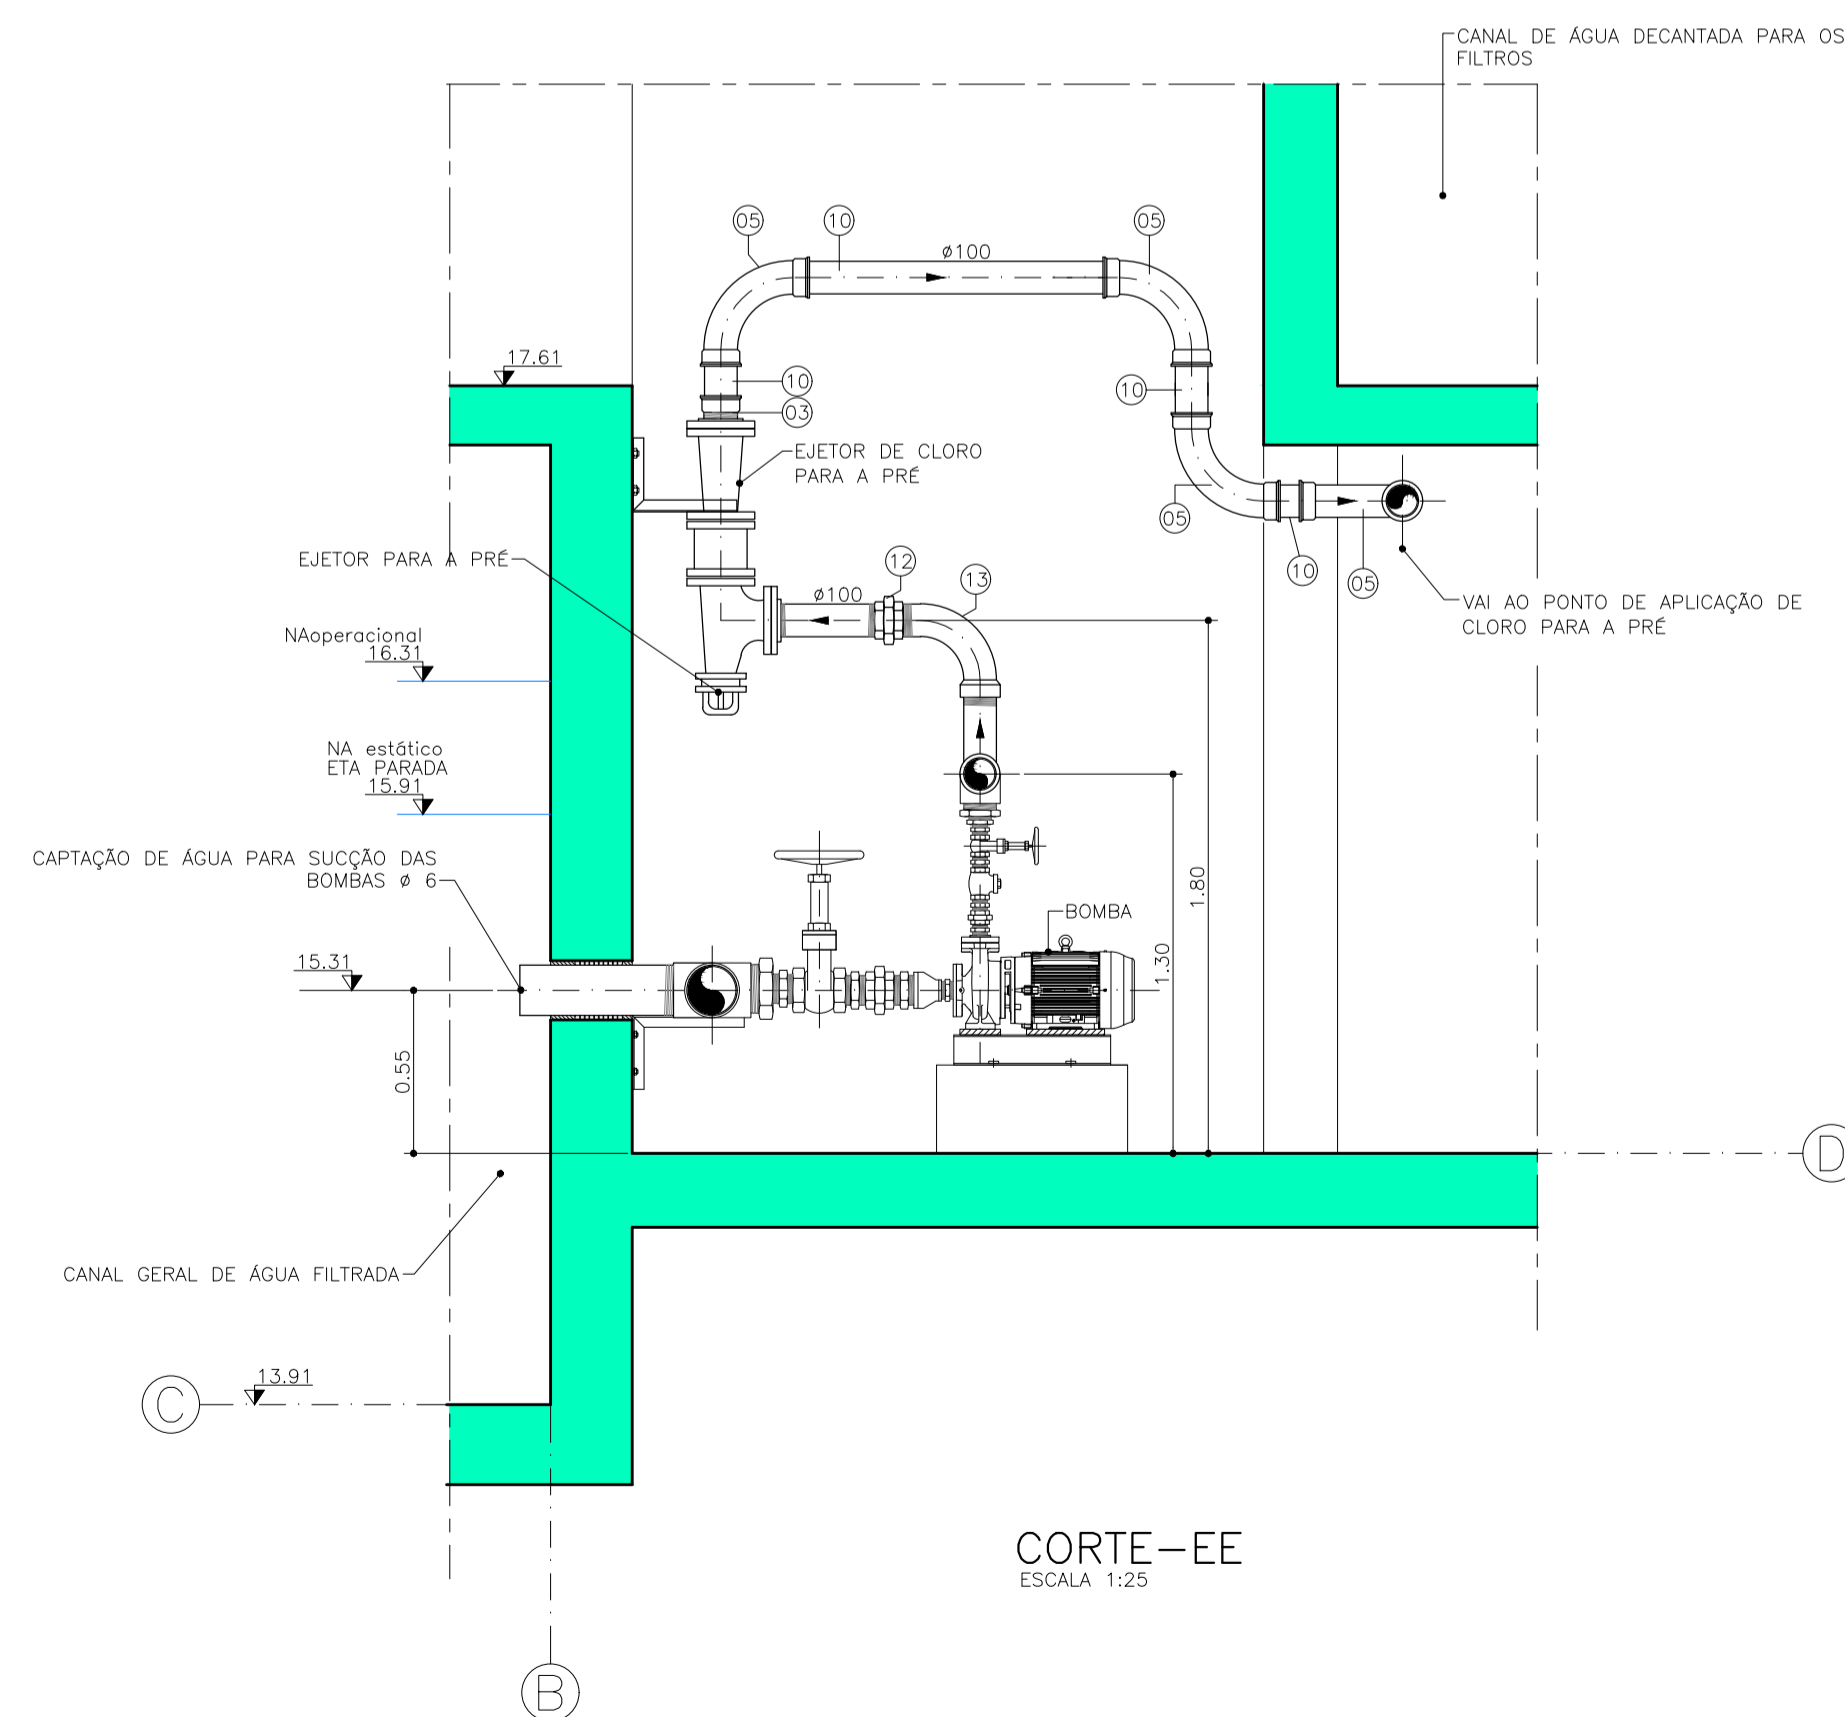 CANAL DE ÁGUA DECANTADA PARA OS
FILTROS
05
10
05
ø100
17.61
10
03
10
EJETOR DE CLORO
PARA A PRÉ
05
EJETOR PARA A PRÉ
12
13
10
05
ø100
VAI AO PONTO DE APLICAÇÃO DE
CLORO PARA A PRÉ
NAoperacional
16.31
NA estático
ETA PARADA
15.91
CAPTAÇÃO DE ÁGUA PARA SUCÇÃO DAS
BOMBAS ø 6
1.80
BOMBA
1.30
15.31
0.55
D
CANAL GERAL DE ÁGUA FILTRADA
13.91
C
CORTE-EE
ESCALA 1:25
B